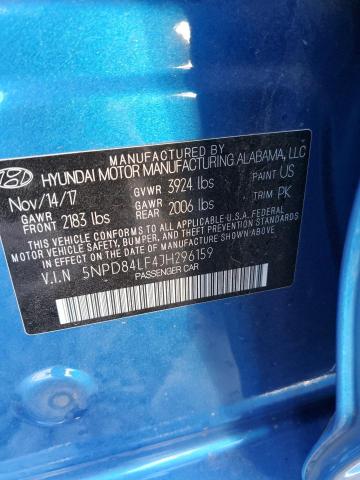 MANUFACTURED BY
HYUNDAI MOTOR MANUFACTURING ALABAMA, LLC
Nov/14/17 GVWR 3924 lbs PAINT US
GAWR FRONT 2183 lbs GAWR REAR 2006 lbs TRIM PK
THIS VEHICLE CONFORMS TO ALL APPLICABLE U.S. FEDERAL
MOTOR VEHICLE SAFETY, BUMPER, AND THEFT PREVENTION STANDARDS
IN EFFECT ON THE DATE OF MANUFACTURE SHOWN ABOVE.
V.I.N 5NPD84LF4JH296159
PASSENGER CAR